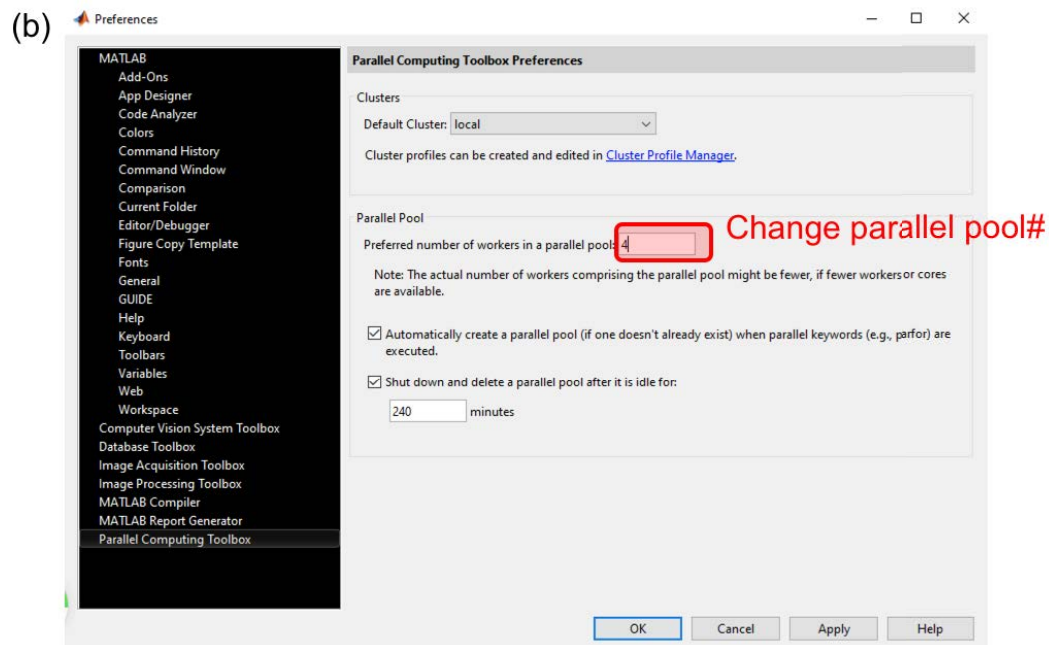 (b)
Preferences
MATLAB
Add-Ons
App Designer
Code Analyzer
Colors
Command History
Command Window
Comparison
Current Folder
Editor/Debugger
Figure Copy Template
Fonts
General
GUIDE
Help
Keyboard
Toolbars
Variables
Web
Workspace
Computer Vision System Toolbox
Database Toolbox
Image Acquisition Toolbox
Image Processing Toolbox
MATLAB Compiler
MATLAB Report Generator
Parallel Computing Toolbox
Parallel Computing Toolbox Preferences
Clusters
Default Cluster: local
Cluster profiles can be created and edited in Cluster Profile Manager.
Parallel Pool
Preferred number of workers in a parallel pool: 4
Change parallel pool#
Note: The actual number of workers comprising the parallel pool might be fewer, if fewer workers or cores
are available.
Automatically create a parallel pool (if one doesn't already exist) when parallel keywords (e.g., parfor) are
executed.
Shut down and delete a parallel pool after it is idle for:
240 minutes
OK Cancel Apply Help